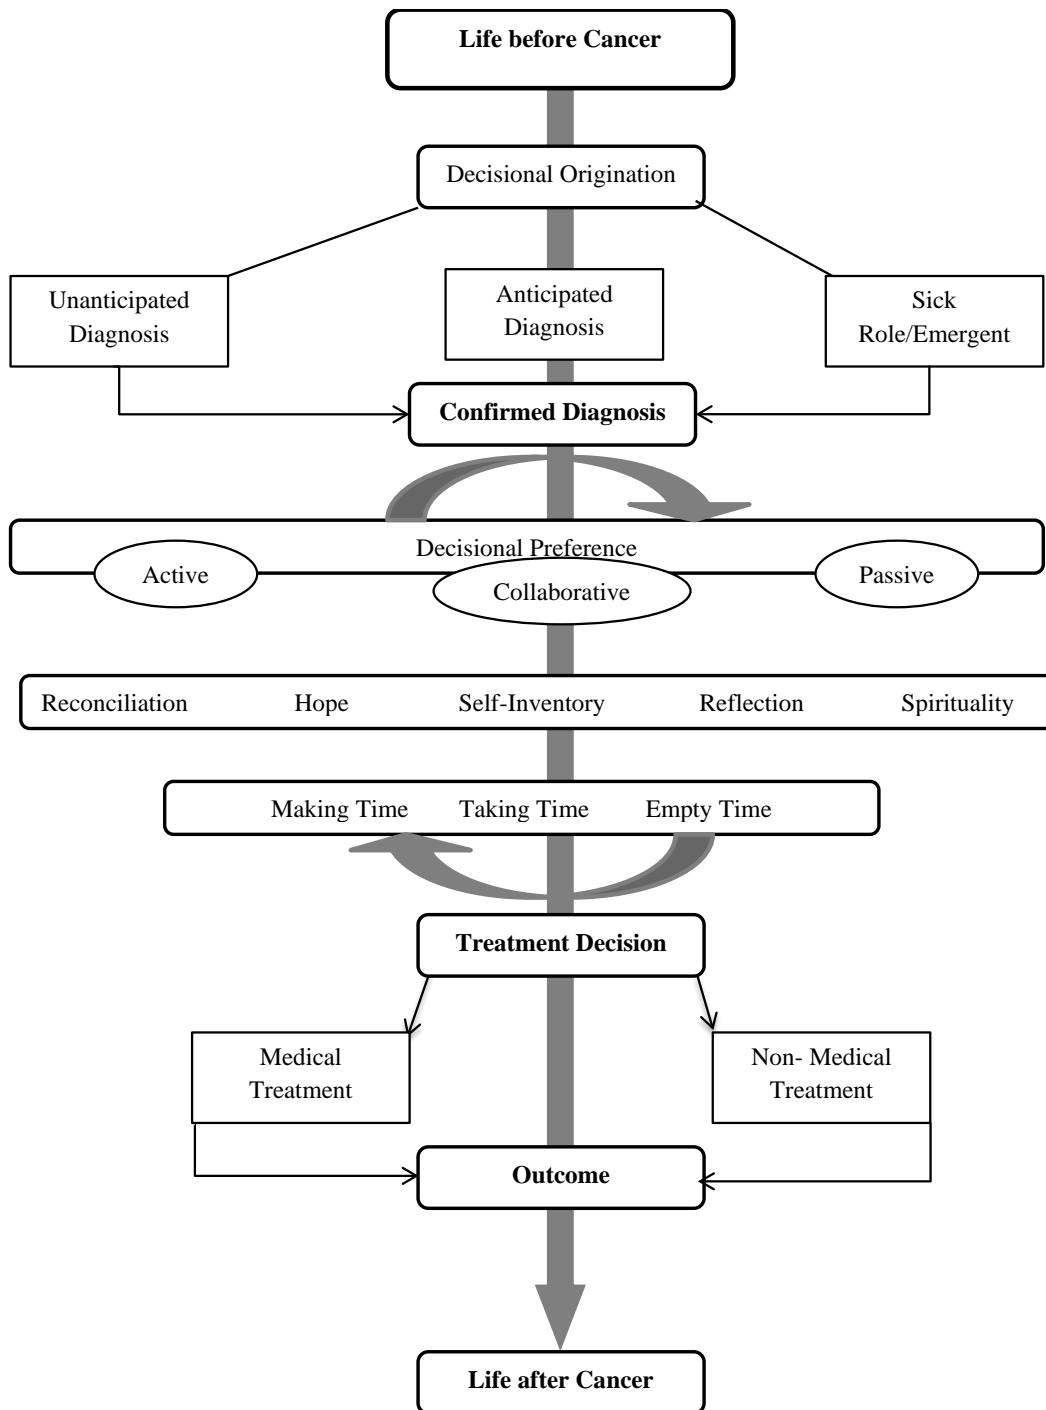 Life before Cancer
Decisional Origination
Unanticipated
Diagnosis
Anticipated
Diagnosis
Sick
Role/Emergent
Confirmed Diagnosis
Decisional Preference
Active
Collaborative
Passive
Reconciliation Hope Self-Inventory Reflection Spirituality
Making Time Taking Time Empty Time
Treatment Decision
Medical
Treatment
Non- Medical
Treatment
Outcome
Life after Cancer